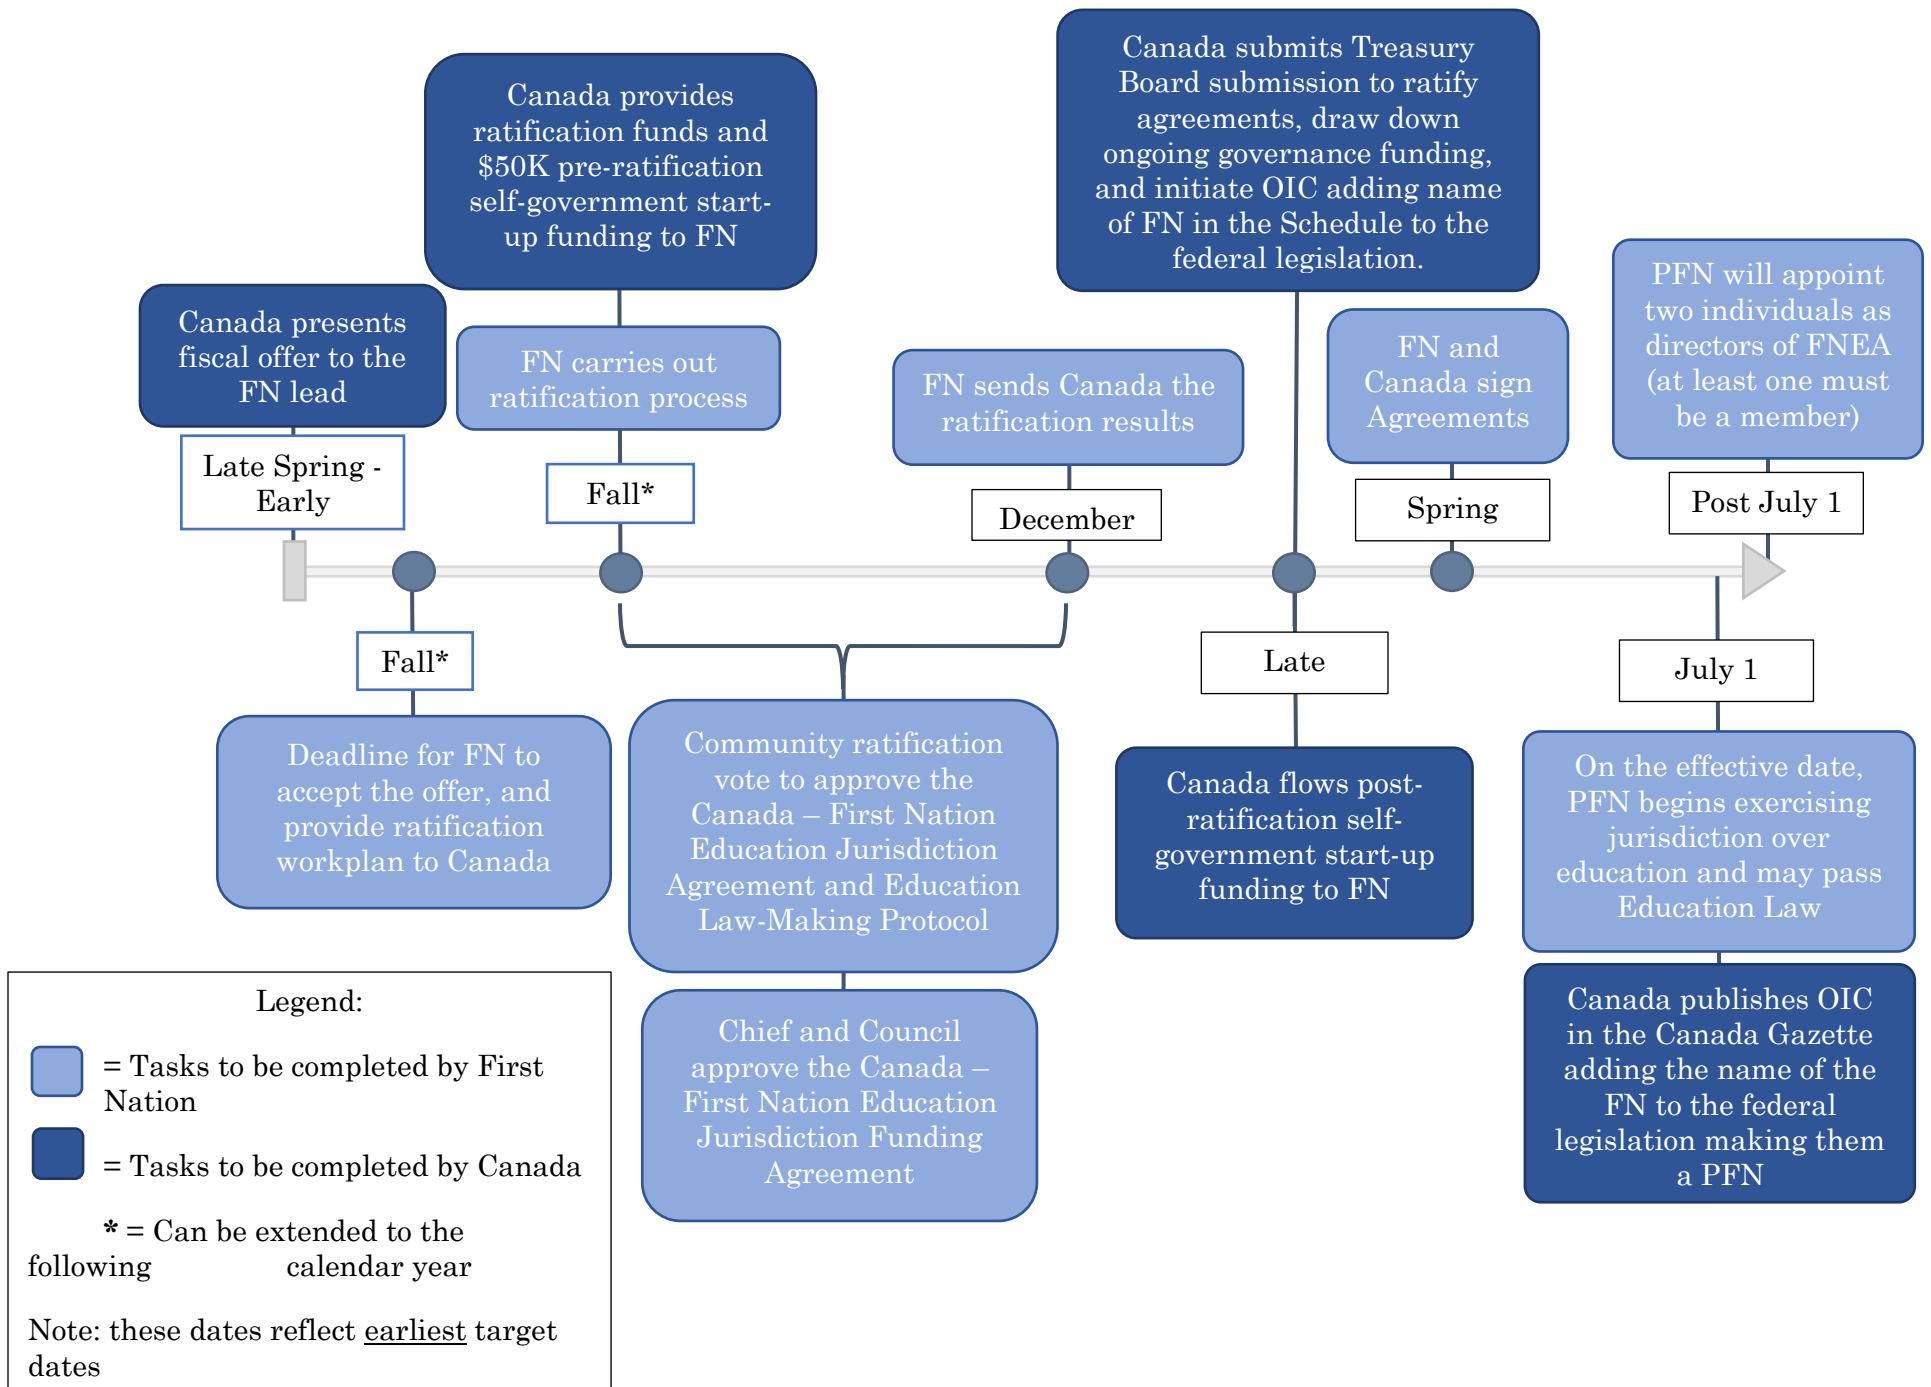 Canada presents
fiscal offer to the
FN lead
Late Spring -
Early
Deadline for FN to
accept the offer, and
provide ratification
workplan to Canada
Fall*
Canada provides
ratification funds and
$50K pre-ratification
self-government start-
up funding to FN
FN carries out
ratification process
Fall*
Community ratification
vote to approve the
Canada – First Nation
Education Jurisdiction
Agreement and Education
Law-Making Protocol
Chief and Council
approve the Canada –
First Nation Education
Jurisdiction Funding
Agreement
FN sends Canada the
ratification results
December
Canada submits Treasury
Board submission to ratify
agreements, draw down
ongoing governance funding,
and initiate OIC adding name
of FN in the Schedule to the
federal legislation.
Late
Canada flows post-
ratification self-
government start-up
funding to FN
FN and
Canada sign
Agreements
Spring
PFN will appoint
two individuals as
directors of FNEA
(at least one must
be a member)
Post July 1
July 1
On the effective date,
PFN begins exercising
jurisdiction over
education and may pass
Education Law
Canada publishes OIC
in the Canada Gazette
adding the name of the
FN to the federal
legislation making them
a PFN
Legend:
= Tasks to be completed by First
Nation
= Tasks to be completed by Canada
* = Can be extended to the
following calendar year
Note: these dates reflect earliest target
dates